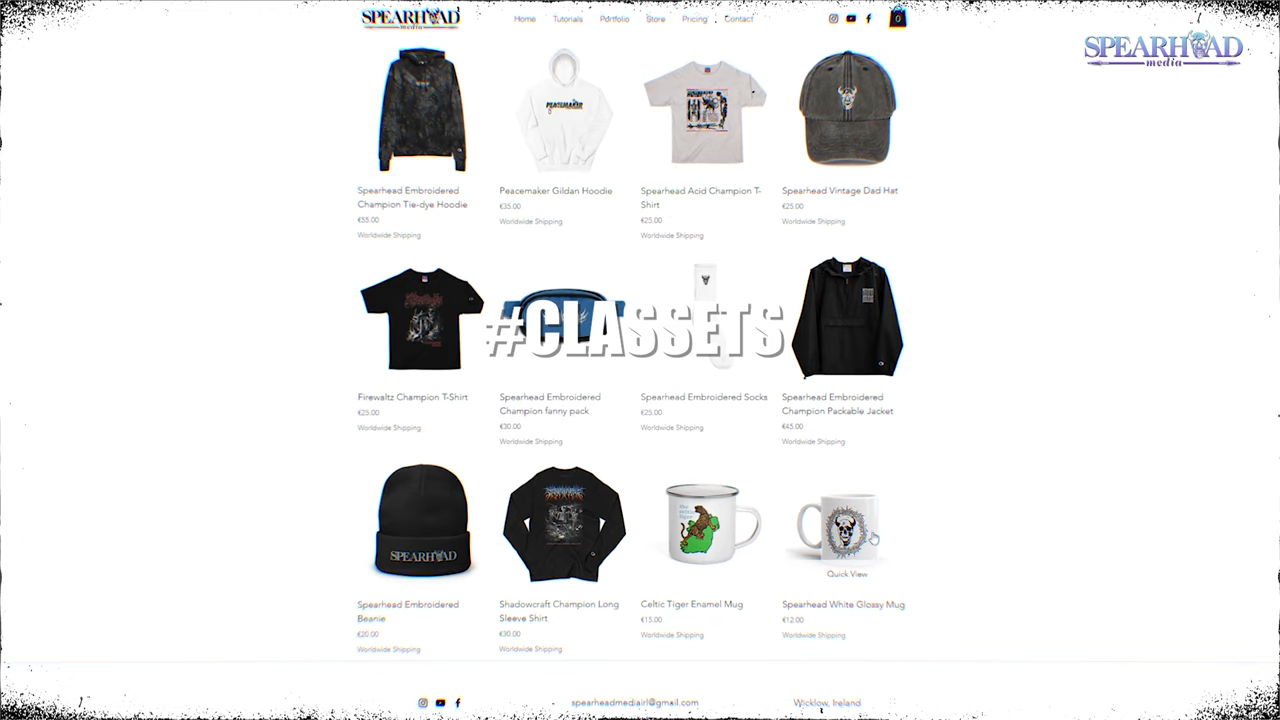 SPEARHEAD
media
Home Tutorials Portfolio Store Pricing Contact
0
SPEARHEAD
media
PEACEMAKER
Spearhead Embroidered
Champion Tie-dye Hoodie
€55.00
Worldwide Shipping
Peacemaker Gildan Hoodie
€35.00
Worldwide Shipping
Spearhead Acid Champion T-
Shirt
€25.00
Worldwide Shipping
Spearhead Vintage Dad Hat
€25.00
Worldwide Shipping
#CLASSETS
Firewaltz Champion T-Shirt
€25.00
Worldwide Shipping
Spearhead Embroidered
Champion fanny pack
€30.00
Worldwide Shipping
Spearhead Embroidered Socks
€25.00
Worldwide Shipping
Spearhead Embroidered
Champion Packable Jacket
€45.00
Worldwide Shipping
SPEARHEAD
Quick View
Spearhead Embroidered
Beanie
€20.00
Worldwide Shipping
Shadowcraft Champion Long
Sleeve Shirt
€30.00
Worldwide Shipping
Celtic Tiger Enamel Mug
€15.00
Worldwide Shipping
Spearhead White Glossy Mug
€12.00
Worldwide Shipping
spearheadmediairl@gmail.com
Wicklow, Ireland